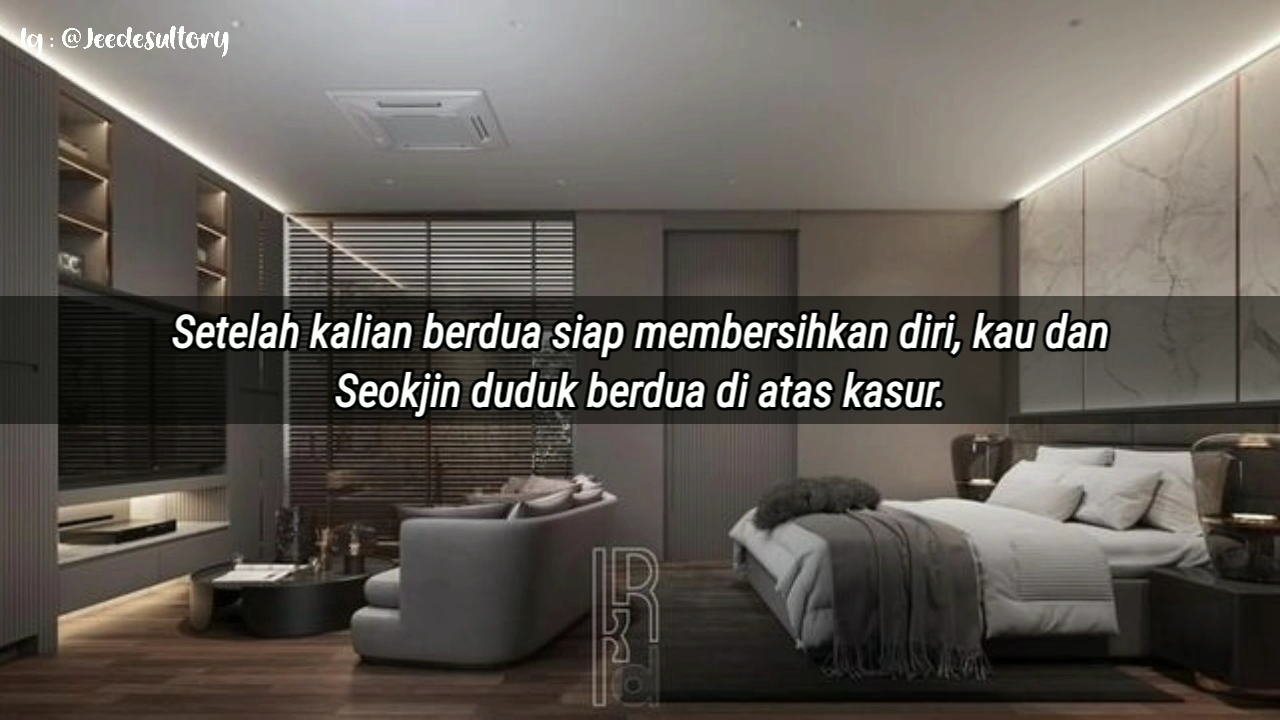 Ig : @Jeedesultory
Setelah kalian berdua siap membersihkan diri, kau dan
Seokjin duduk berdua di atas kasur.